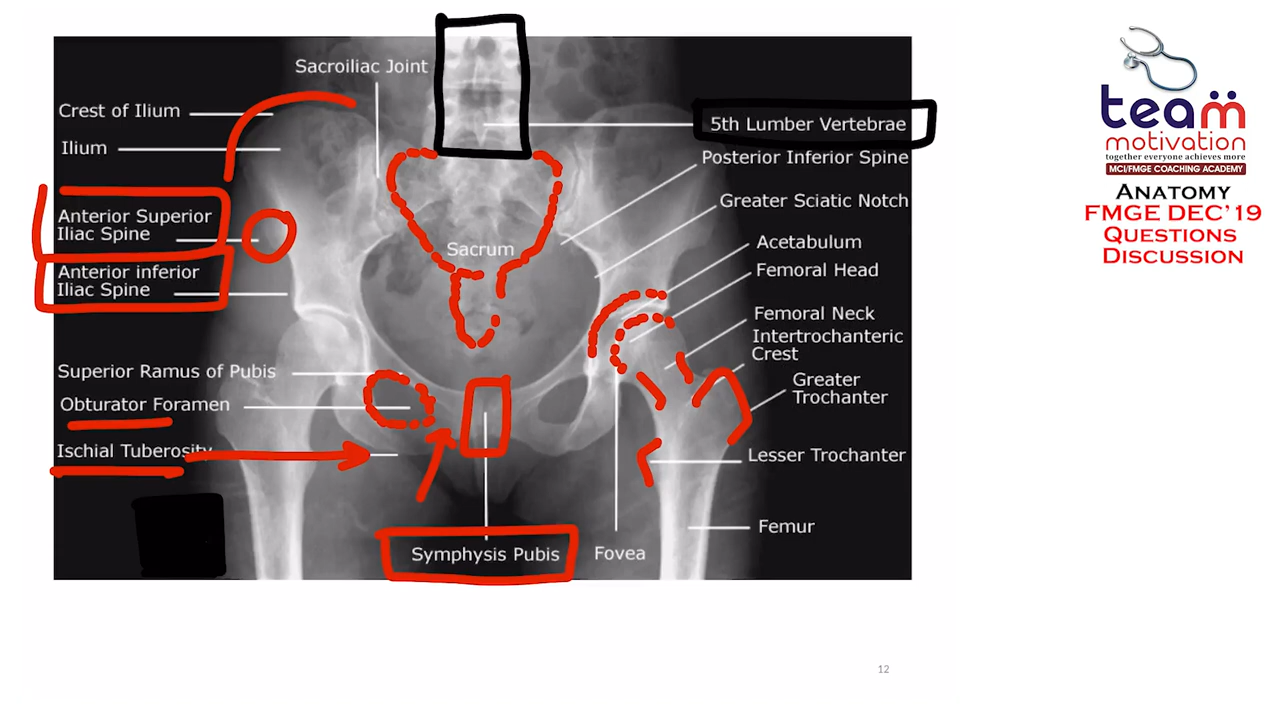 Sacroiliac Joint
Crest of Ilium
Ilium
Anterior Superior
Iliac Spine
Anterior inferior
Iliac Spine
Superior Ramus of Pubis
Obturator Foramen
Ischial Tuberosity
Sacrum
Symphysis Pubis
Fovea
5th Lumber Vertebrae
Posterior Inferior Spine
Greater Sciatic Notch
Acetabulum
Femoral Head
Femoral Neck
Intertrochanteric
Crest
Greater
Trochanter
Lesser Trochanter
Femur
team
motivation
together everyone achieves more
MCI/FMGE COACHING ACADEMY
Anatomy
FMGE DEC'19
Questions
Discussion
12